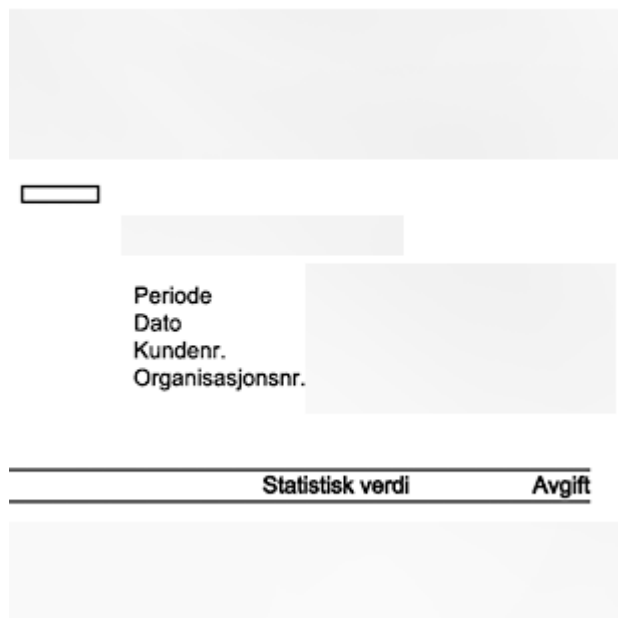 Periode
Dato
Kundenr.
Organisasjonsnr.
Statistisk verdi Avgift